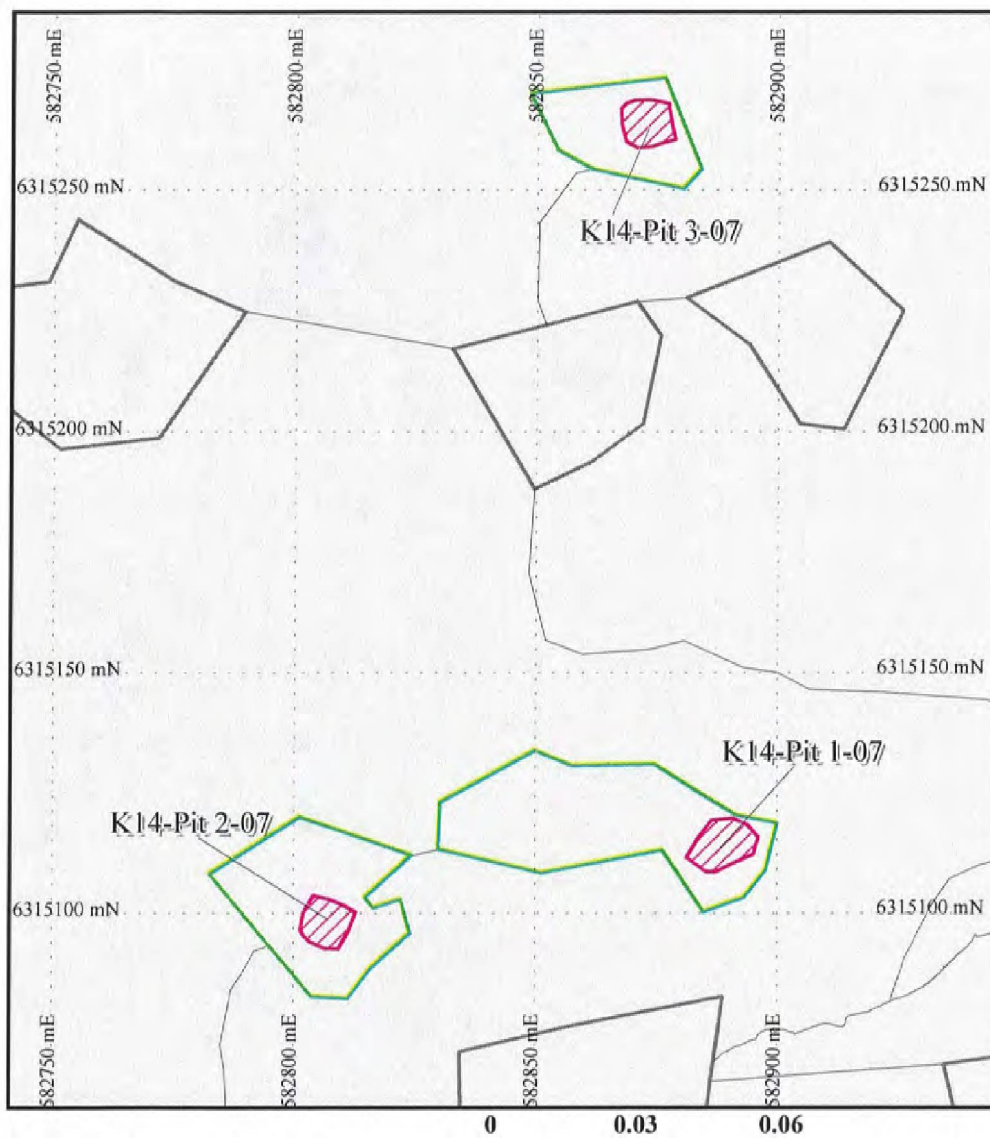 582750 mE
582800 mE
582850 mE
582900 mE
6315250 mN
6315250 mN
K14-Pit 3-07
6315200 mN
6315200 mN
6315150 mN
6315150 mN
K14-Pit 1-07
K14-Pit 2-07
6315100 mN
6315100 mN
582750 mE
582800 mE
582850 mE
582900 mE
0 0.03 0.06